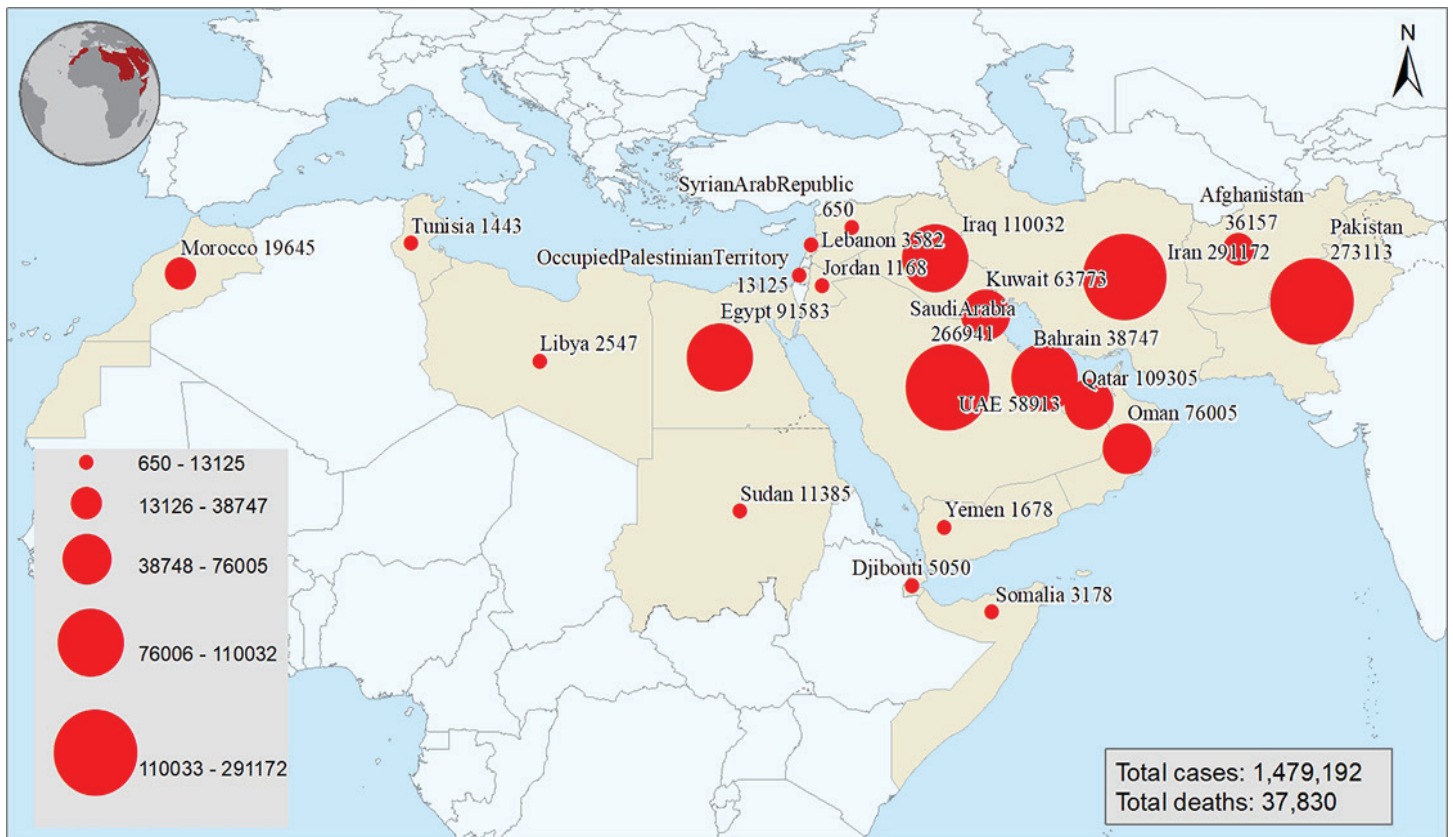 N
SyrianArabRepublic
650
Afghanistan
36157
Pakistan
273113
Tunisia 1443
Iraq 110032
Lebanon 3582
Morocco 19645
OccupiedPalestinianTerritory
13125
Jordan 1168
Iran 291172
Kuwait 63773
Egypt 91583
SaudiArabia
266941
Libya 2547
Bahrain 38747
Qatar 109305
UAE 58913
Oman 76005
Sudan 11385
Yemen 1678
Djibouti 5050
Somalia 3178
650 - 13125
13126 - 38747
38748 - 76005
76006 - 110032
110033 - 291172
Total cases: 1,479,192
Total deaths: 37,830